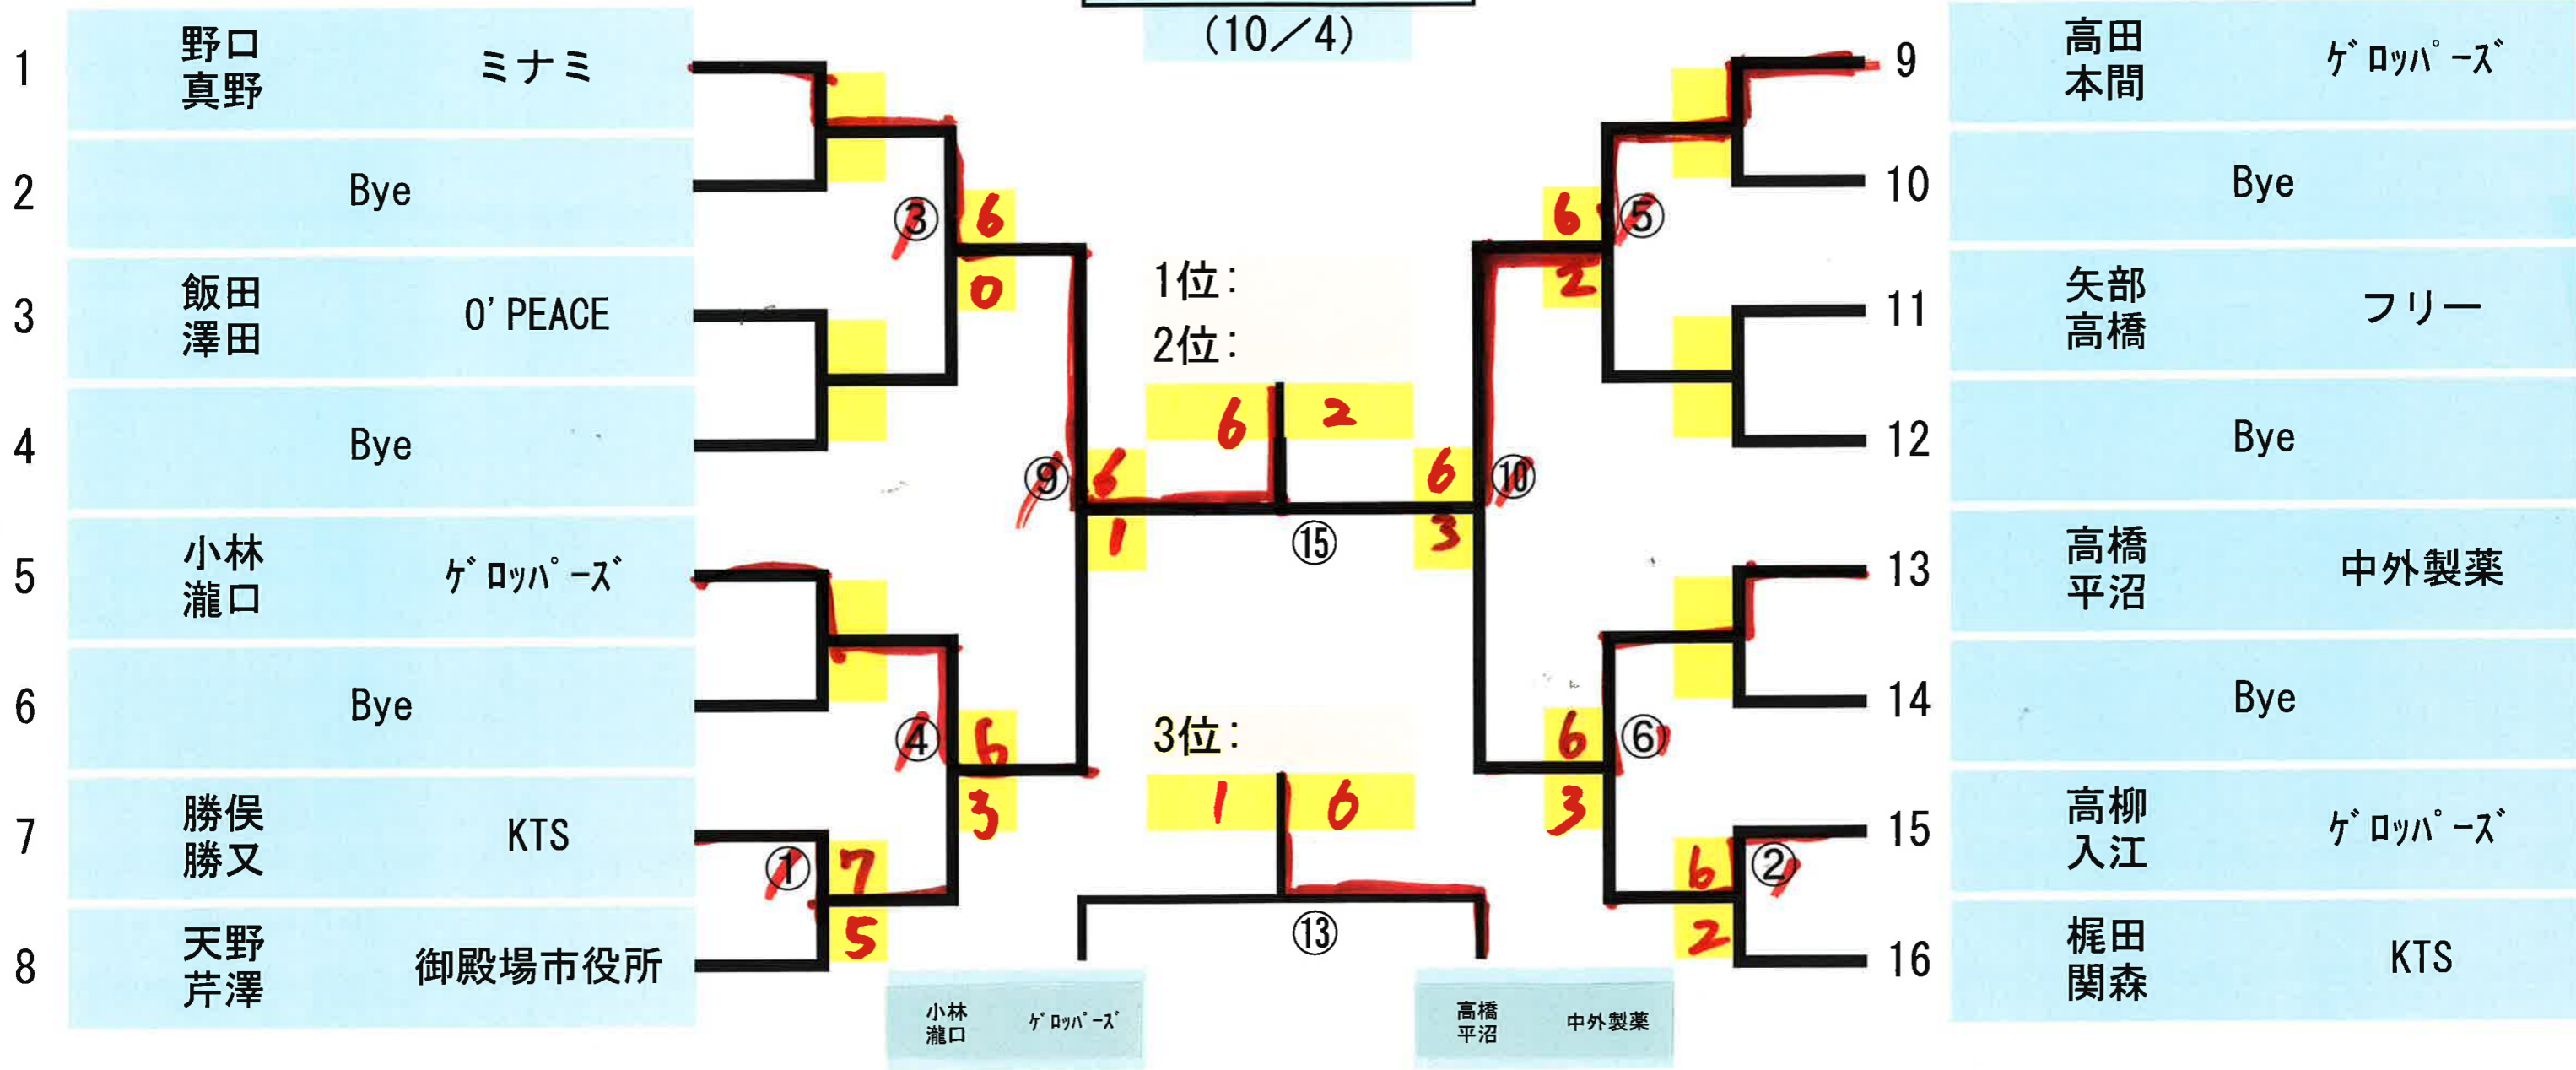 (10/4)
1 野口 真野 ミナミ
2 Bye
3 飯田 澤田 O'PEACE
4 Bye
5 小林 瀧口 ゲロッパーズ
6 Bye
7 勝俣 勝又 KTS
8 天野 芹澤 御殿場市役所
③ 6 0
④ 6 3
① 7 5
⑨ 6 1
1位:
2位:
6 2
⑮
3位:
1 6
⑬
小林 瀧口 ゲロッパーズ
高橋 平沼 中外製薬
6 3 ⑩
6 2 ⑤
6 3 ⑥
6 2 ②
9 高田 本間 ゲロッパーズ
10 Bye
11 矢部 高橋 フリー
12 Bye
13 高橋 平沼 中外製薬
14 Bye
15 高柳 入江 ゲロッパーズ
16 梶田 関森 KTS